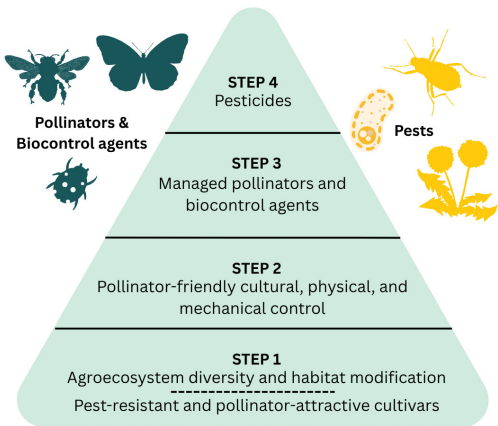 STEP 4
Pesticides
Pollinators &
Biocontrol agents
Pests
STEP 3
Managed pollinators and
biocontrol agents
STEP 2
Pollinator-friendly cultural, physical, and
mechanical control
STEP 1
Agroecosystem diversity and habitat modification
Pest-resistant and pollinator-attractive cultivars